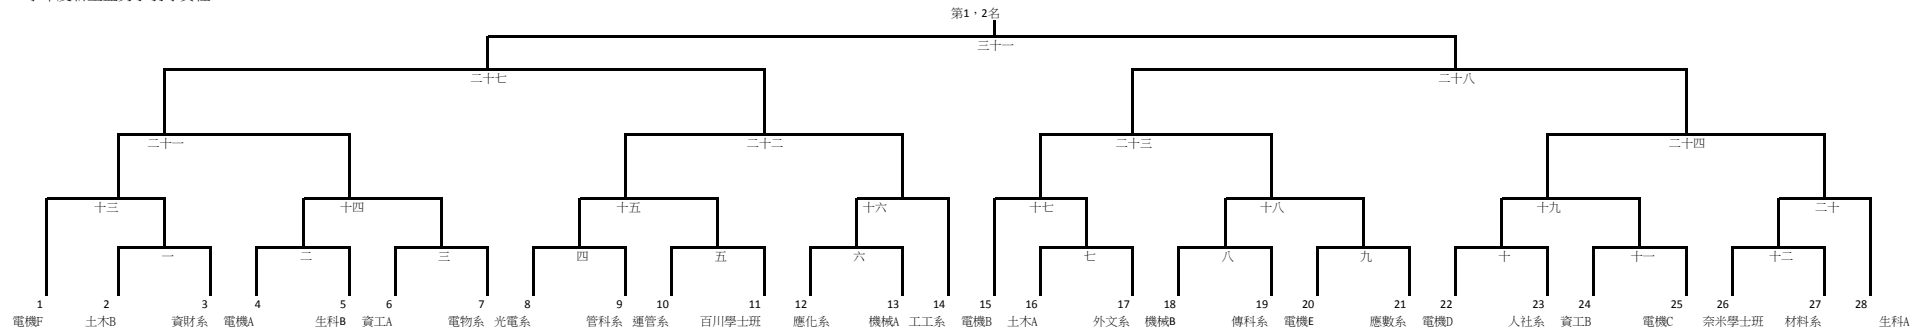 第1，2名
三十一
二十七 二十八
二十一 二十二 二十三 二十四
十三 十四 十五 十六 十七 十八 十九 二十
一 二 三 四 五 六 七 八 九 十 十一 十二
1 2 3 4 5 6 7 8 9 10 11 12 13 14 15 16 17 18 19 20 21 22 23 24 25 26 27 28
電機F 土木B 資財系 電機A 生科B 資工A 電物系 光電系 管科系 運管系 百川學士班 應化系 機械A 工工系 電機B 土木A 外文系 機械B 傳科系 電機E 應數系 電機D 人社系 資工B 電機C 奈米學士班 材料系 生科A